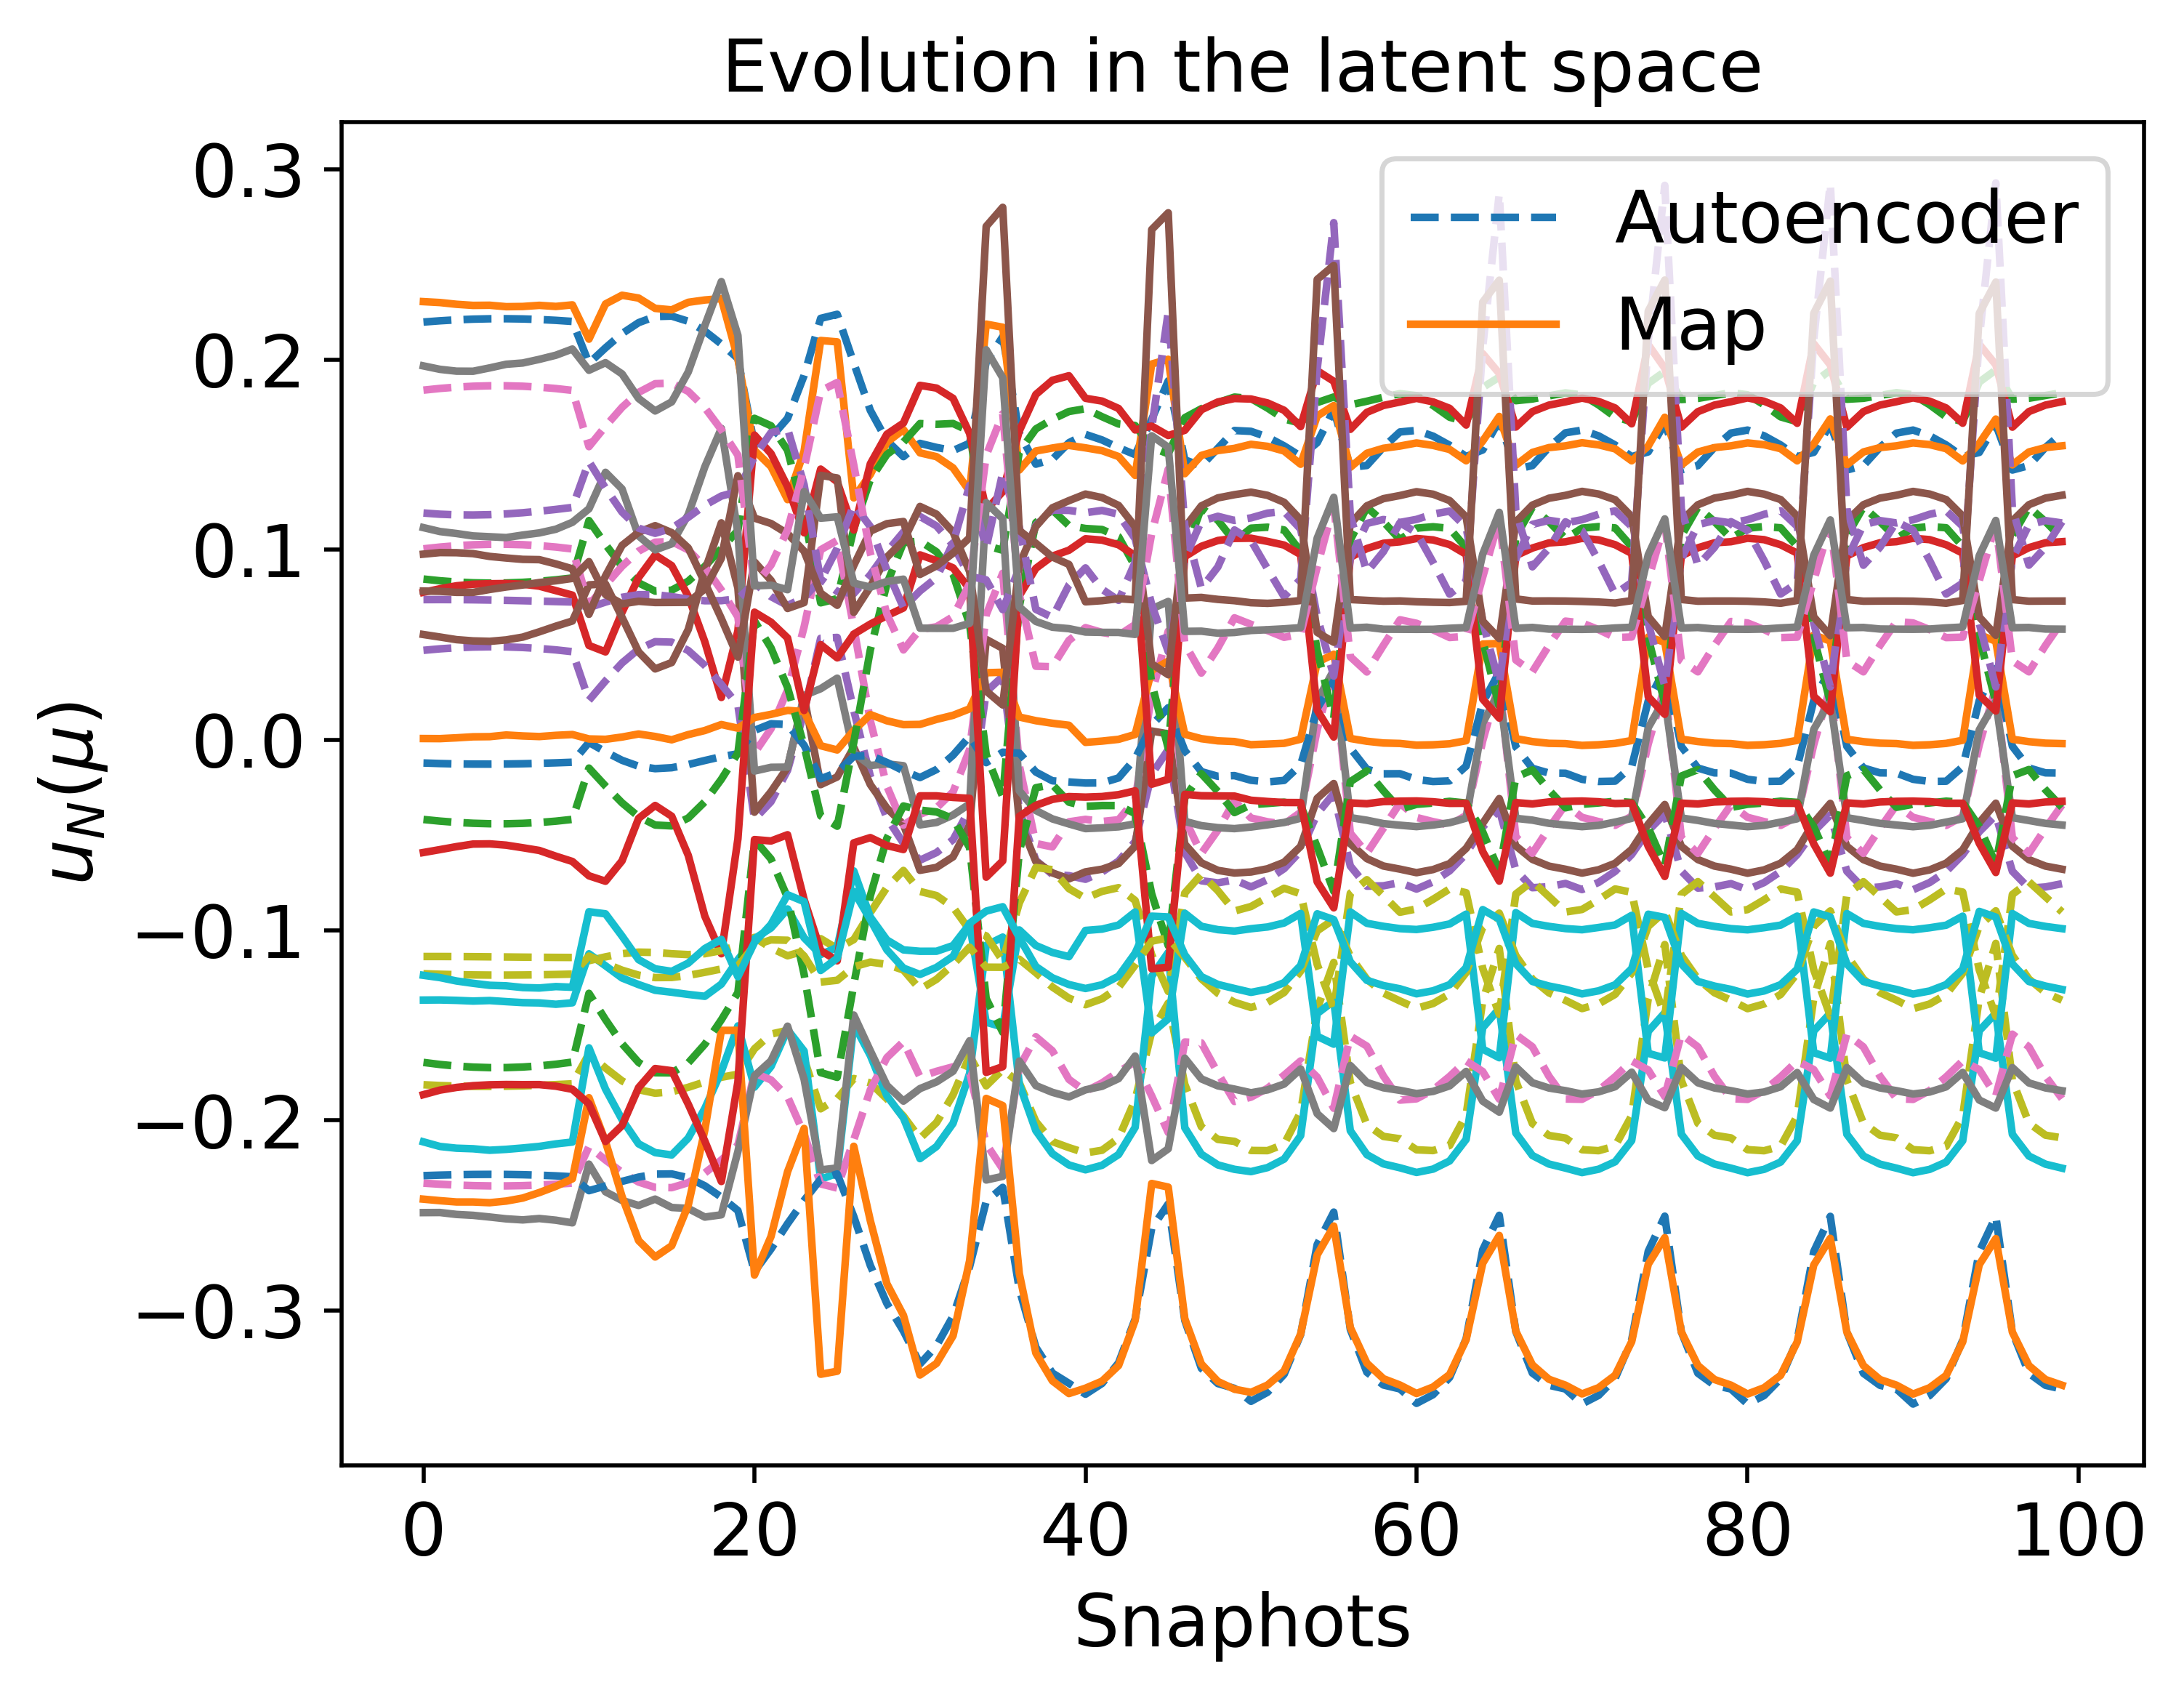 Evolution in the latent space
0.3
0.2
0.1
0.0
−0.1
−0.2
−0.3
u_N(μ)
Autoencoder
Map
0 20 40 60 80 100
Snaphots